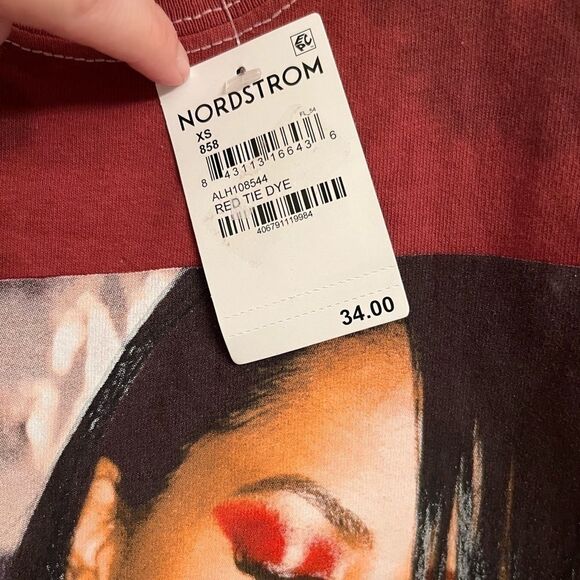 NORDSTROM
XS
858
FL_54
8 43113 16643 6
ALH108544
RED TIE DYE
406791119984
34.00